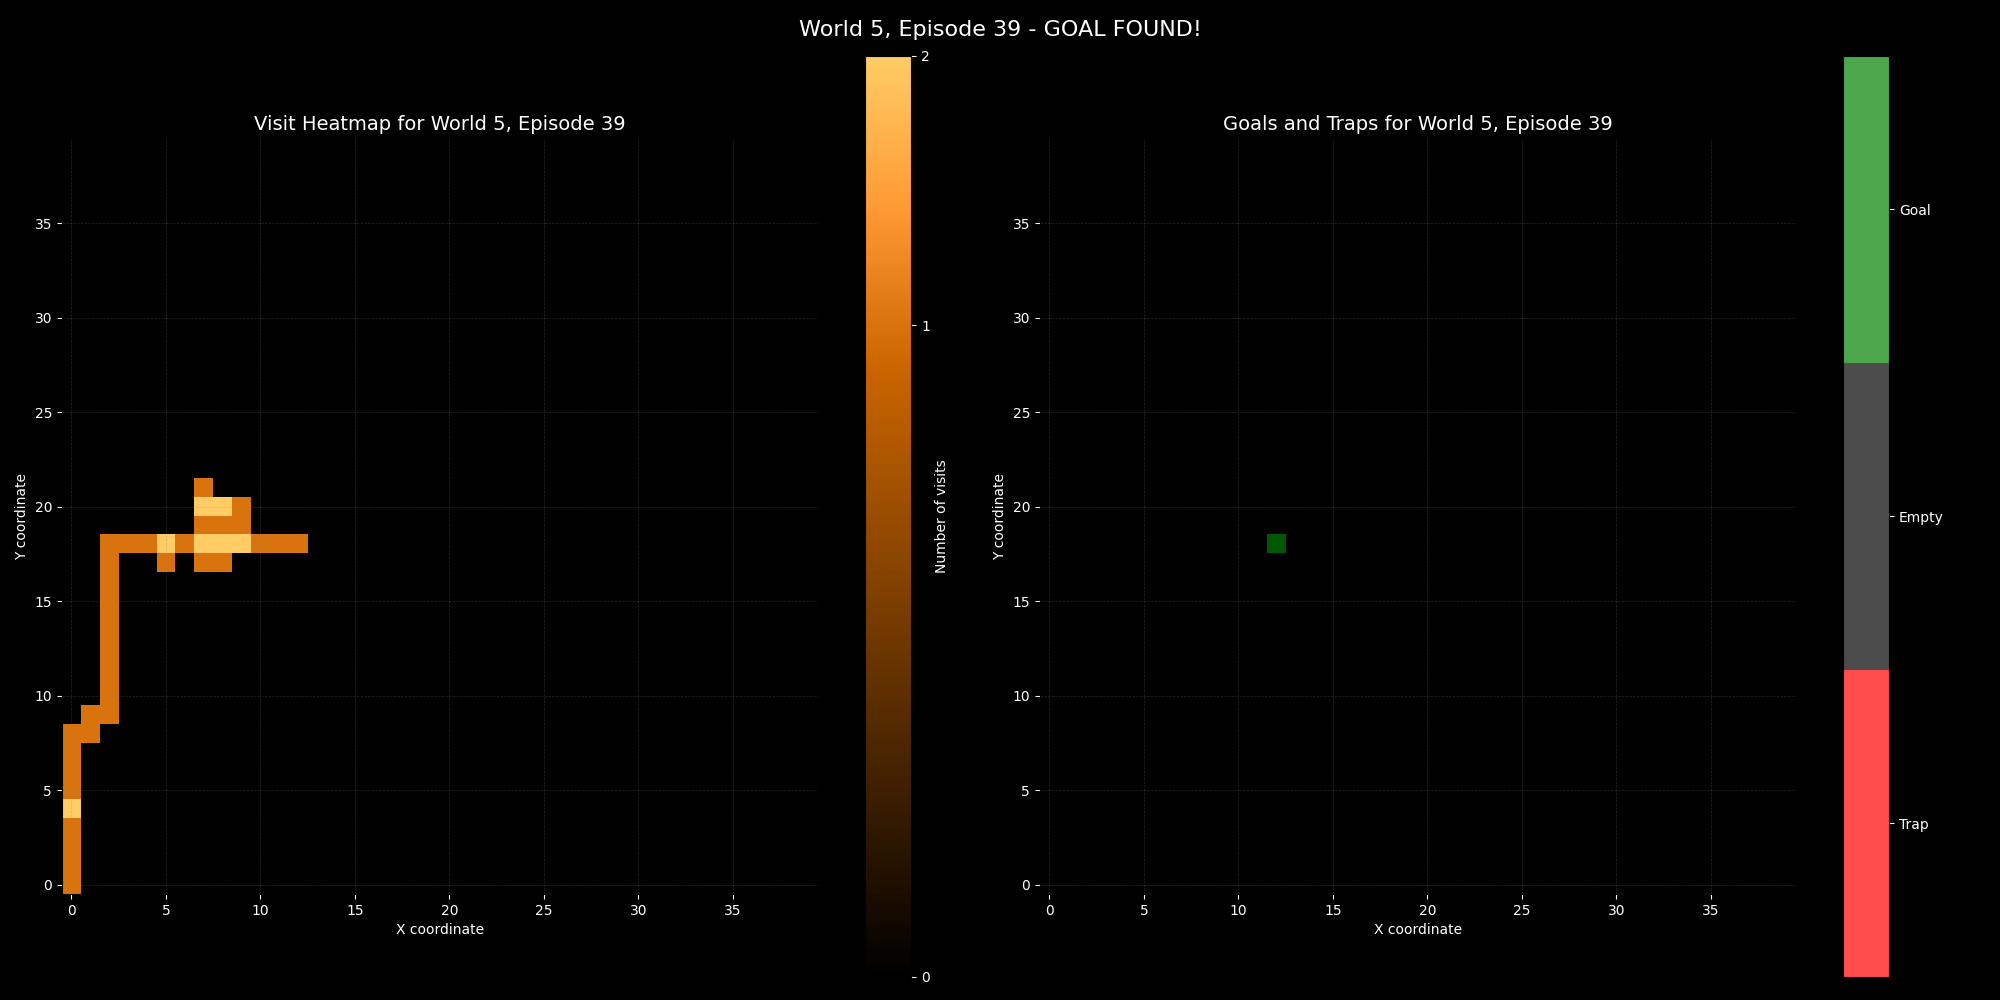 World 5, Episode 39 - GOAL FOUND!
Visit Heatmap for World 5, Episode 39
35
30
25
20
15
10
5
0
Y coordinate
0 5 10 15 20 25 30 35
X coordinate
2
1
0
Number of visits
Goals and Traps for World 5, Episode 39
35
30
25
20
15
10
5
0
Y coordinate
0 5 10 15 20 25 30 35
X coordinate
Goal
Empty
Trap